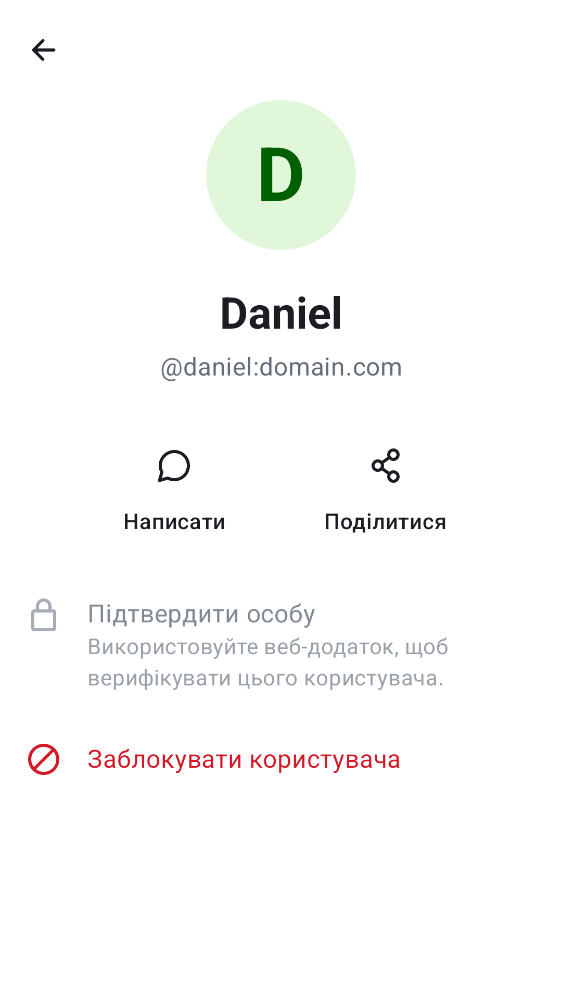 D
Daniel
@daniel:domain.com
Написати
Поділитися
Підтвердити особу
Використовуйте веб-додаток, щоб
верифікувати цього користувача.
Заблокувати користувача